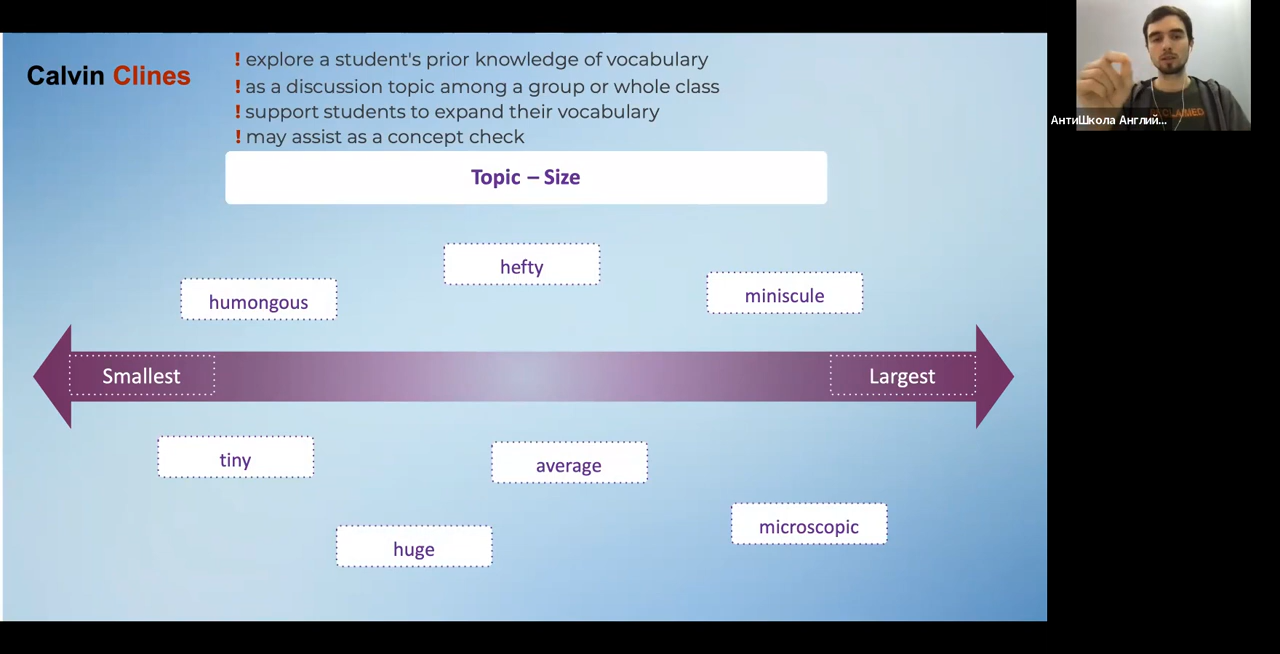 Calvin Clines
! explore a student's prior knowledge of vocabulary
! as a discussion topic among a group or whole class
! support students to expand their vocabulary
! may assist as a concept check
Topic – Size
hefty
humongous
miniscule
Smallest
Largest
tiny
average
microscopic
huge
АнтиШкола Англий...